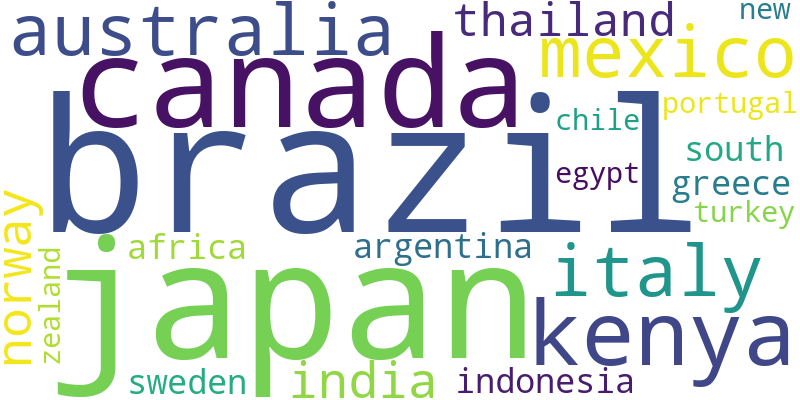 australia
thailand
new
canada
mexico
brazil
portugal
chile
south
egypt
greece
turkey
norway
zealand
africa
argentina
japan
italy
kenya
sweden
india
indonesia